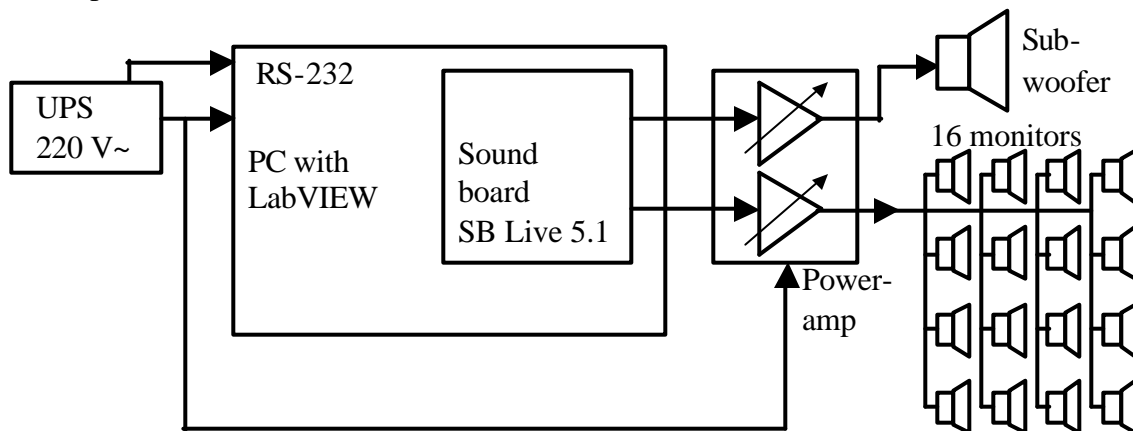 UPS
220 V~
RS-232
PC with
LabVIEW
Sound
board
SB Live 5.1
Power-
amp
Sub-
woofer
16 monitors